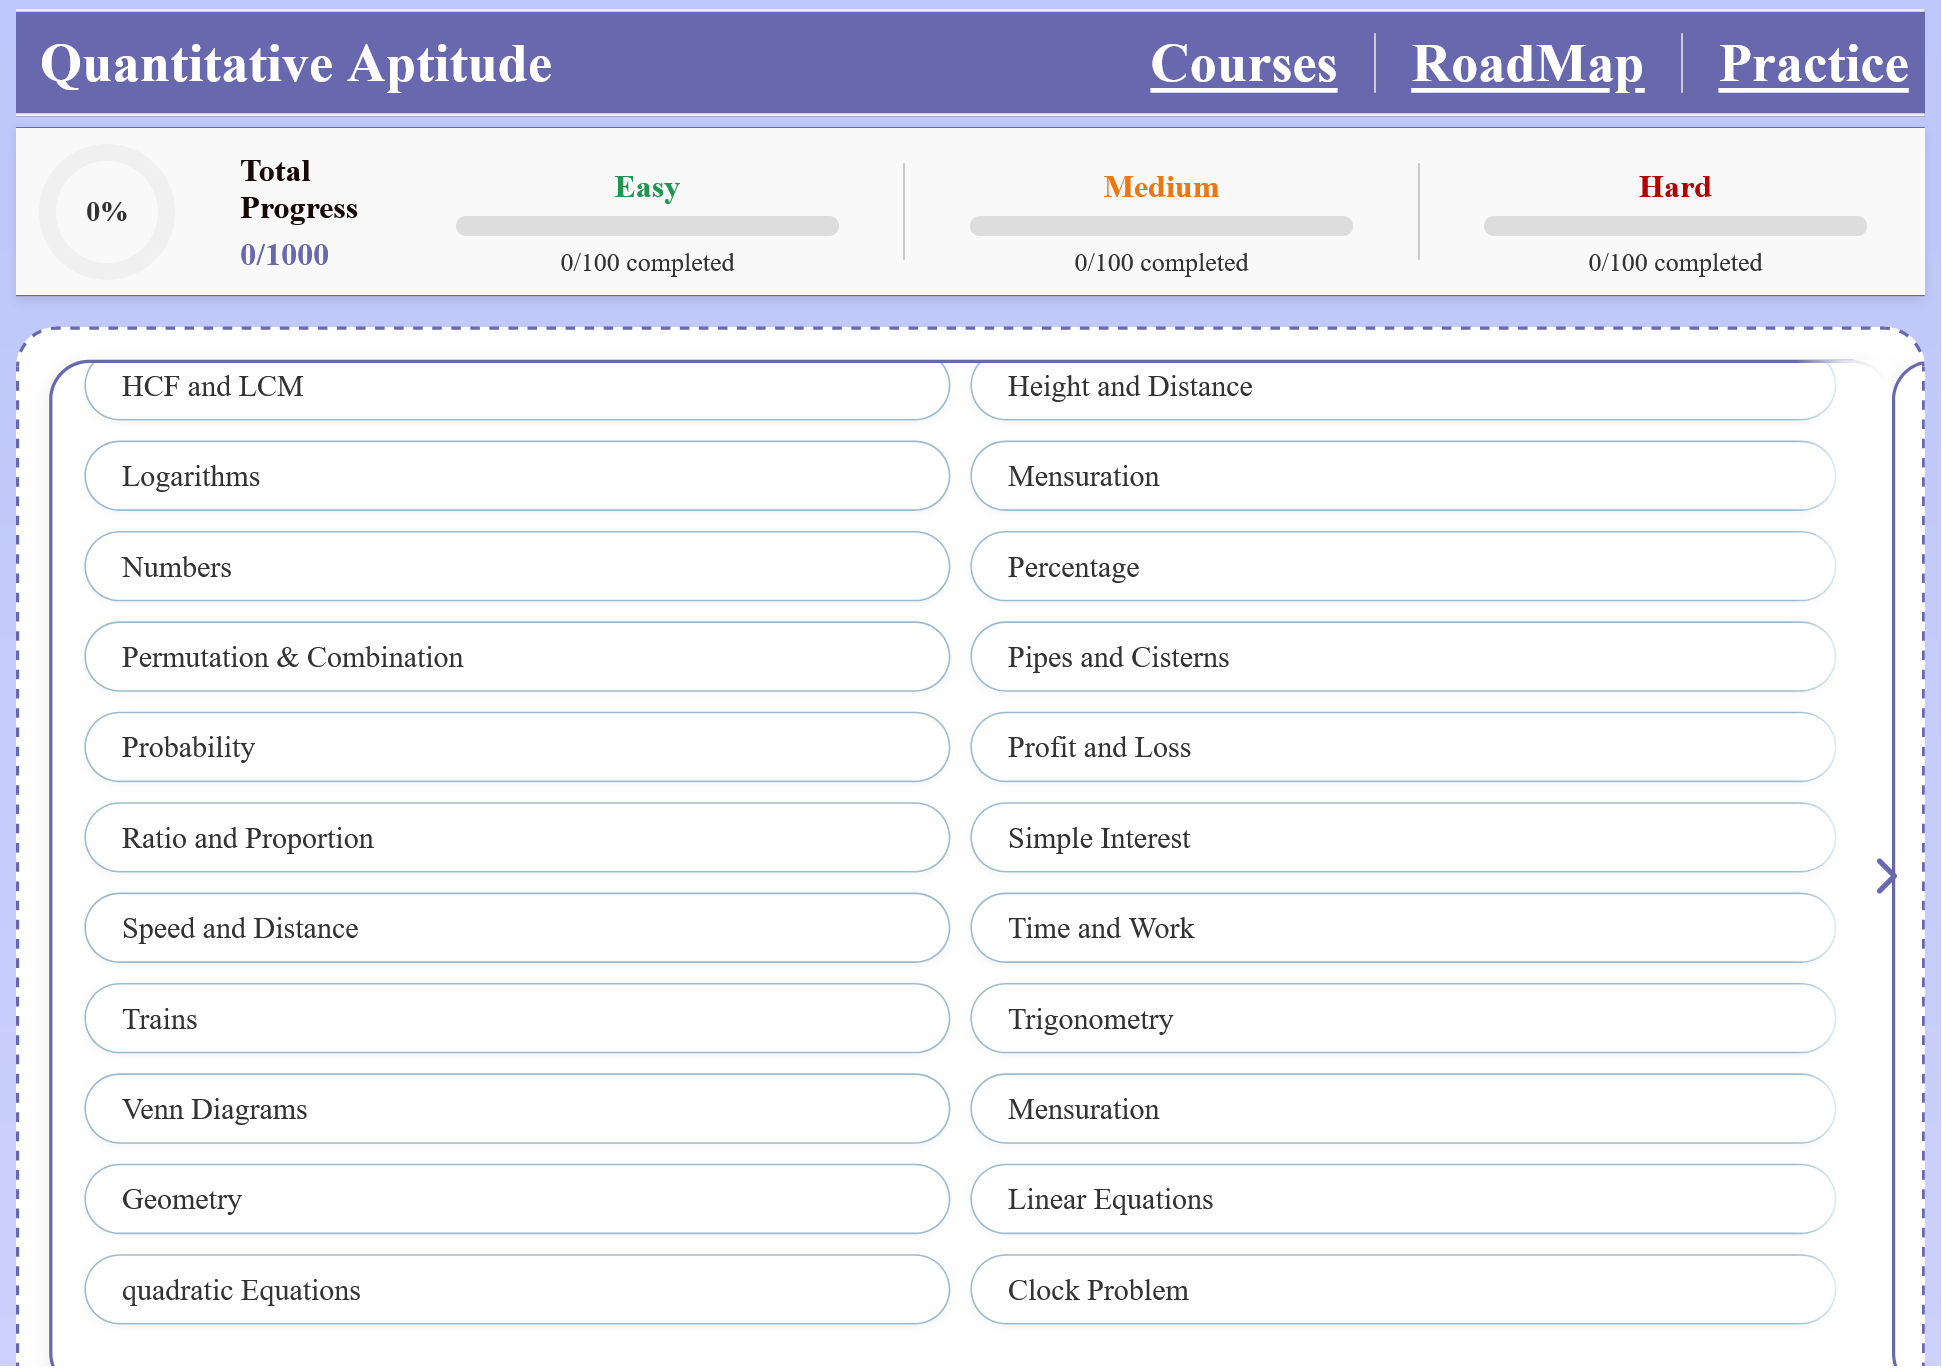 Quantitative Aptitude
Courses
RoadMap
Practice
0%
Total
Progress
0/1000
Easy
0/100 completed
Medium
0/100 completed
Hard
0/100 completed
HCF and LCM
Height and Distance
Logarithms
Mensuration
Numbers
Percentage
Permutation & Combination
Pipes and Cisterns
Probability
Profit and Loss
Ratio and Proportion
Simple Interest
Speed and Distance
Time and Work
Trains
Trigonometry
Venn Diagrams
Mensuration
Geometry
Linear Equations
quadratic Equations
Clock Problem